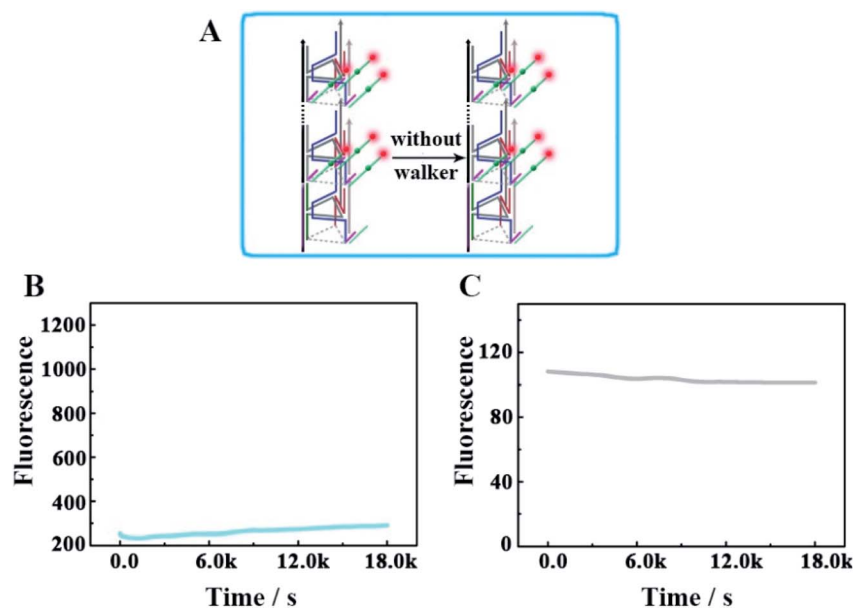 A
without
walker
B
Fluorescence
1200
1000
800
600
400
200
0.0
6.0k
12.0k
18.0k
Time / s
C
Fluorescence
120
80
40
0
0.0
6.0k
12.0k
18.0k
Time / s